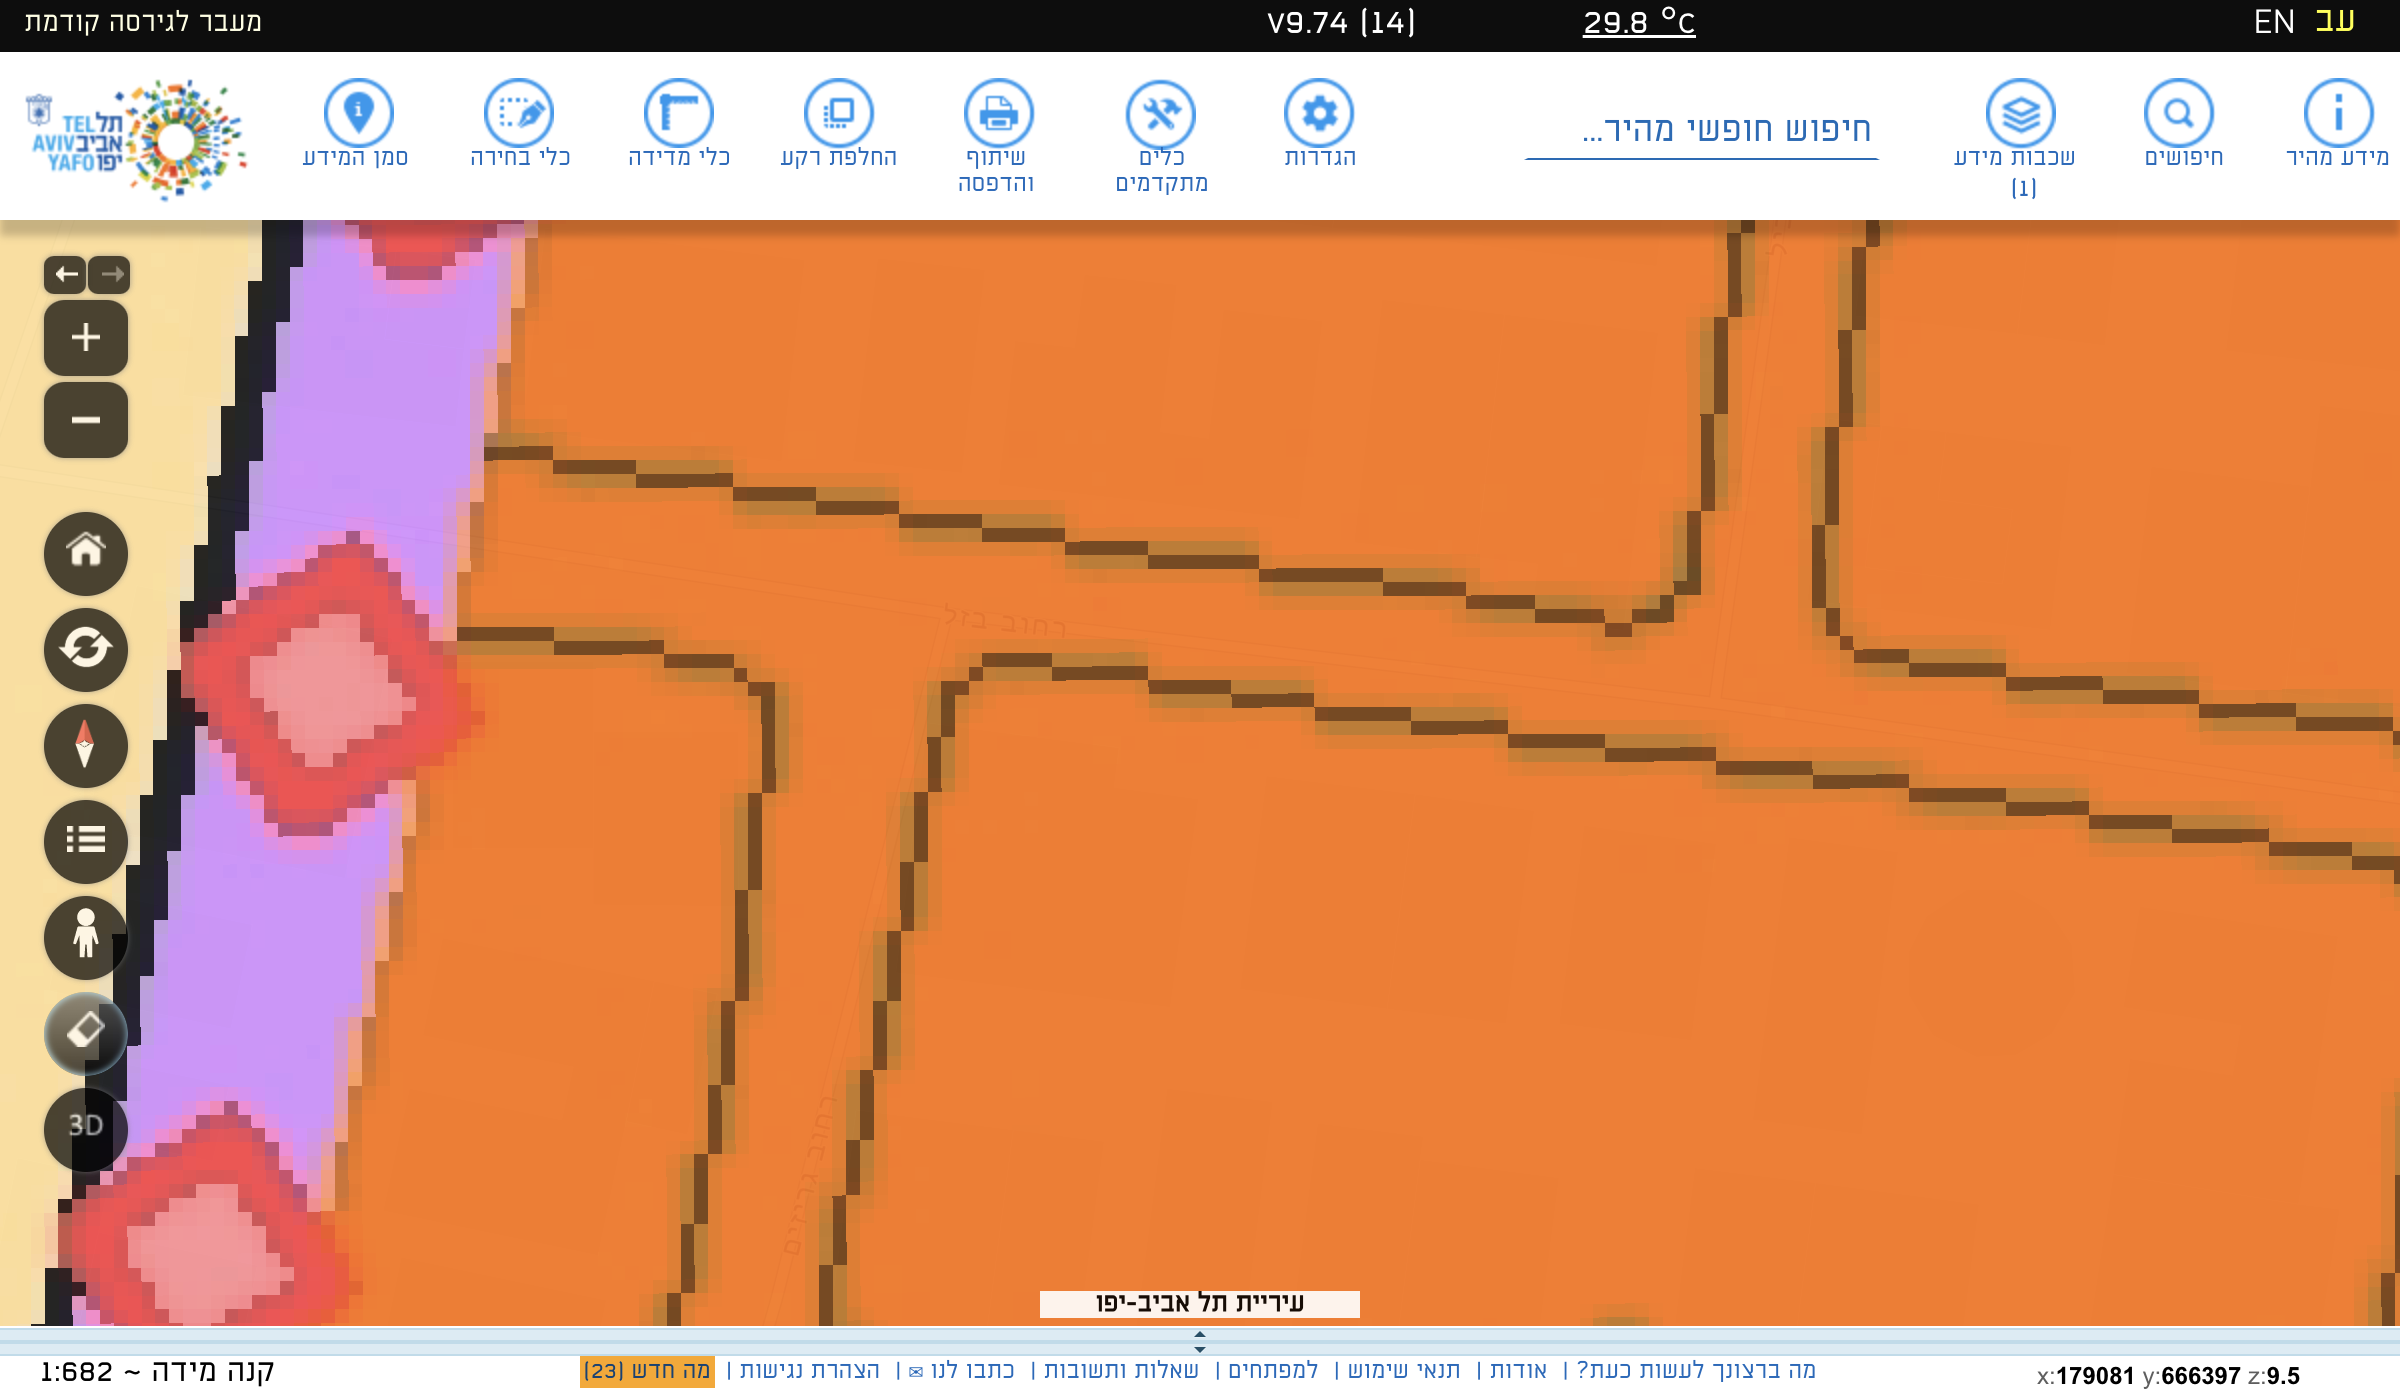 עב EN
29.8 °C
V9.74 (14)
מעבר לגירסה קודמת
מידע מהיר
חיפושים
שכבות מידע
(1)
חיפוש חופשי מהיר...
הגדרות
כלים
מתקדמים
שיתוף
והדפסה
החלפת רקע
כלי מדידה
כלי בחירה
סמן המידע
תל TEL
אביב AVIV
יפו YAFO
רחוב בזל
רחוב גריזים
3D
עיריית תל אביב-יפו
מה ברצונך לעשות כעת? | אודות | תנאי שימוש | למפתחים | שאלות ותשובות | כתבו לנו ✉ | הצהרת נגישות | מה חדש (23)
קנה מידה ~ 1:682
x:179081 y:666397 z:9.5